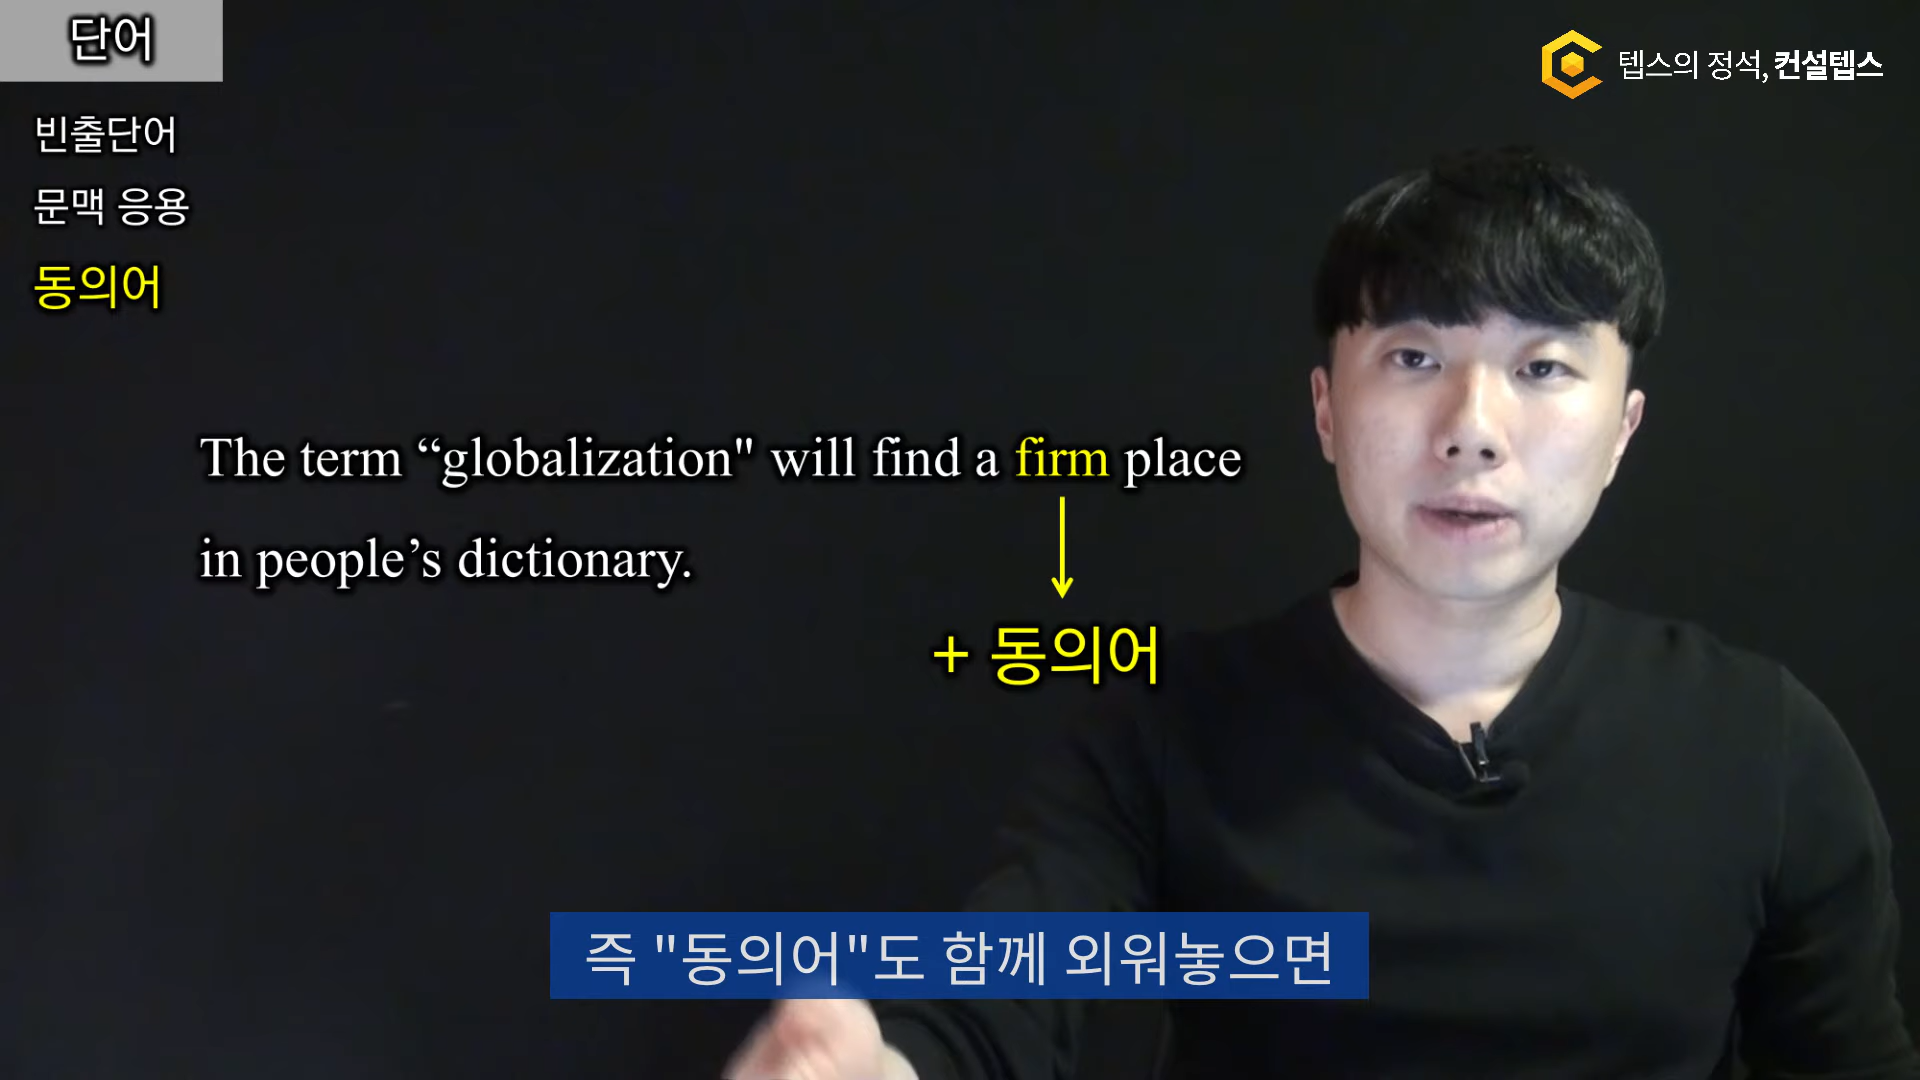 단어
텝스의 정석, 컨설텝스
빈출단어
문맥 응용
동의어
The term “globalization" will find a firm place
in people’s dictionary.
+ 동의어
즉 "동의어"도 함께 외워놓으면